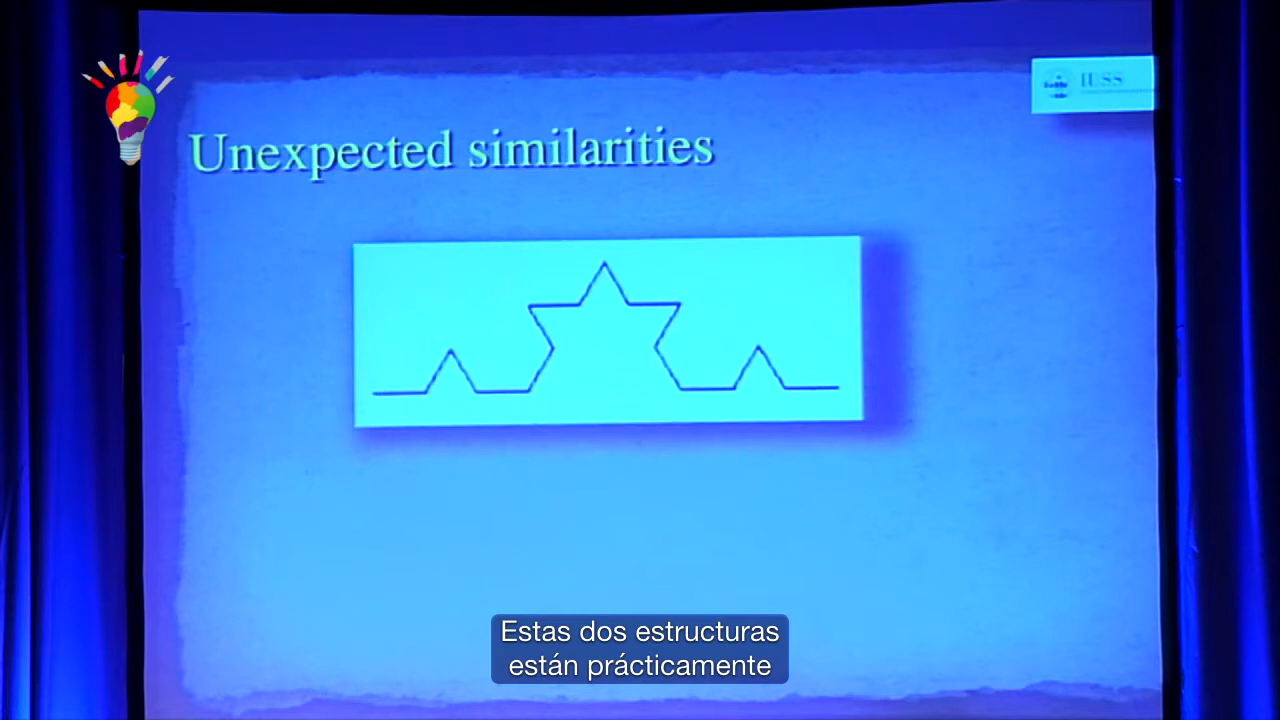 IUSS
Unexpected similarities
Estas dos estructuras
están prácticamente